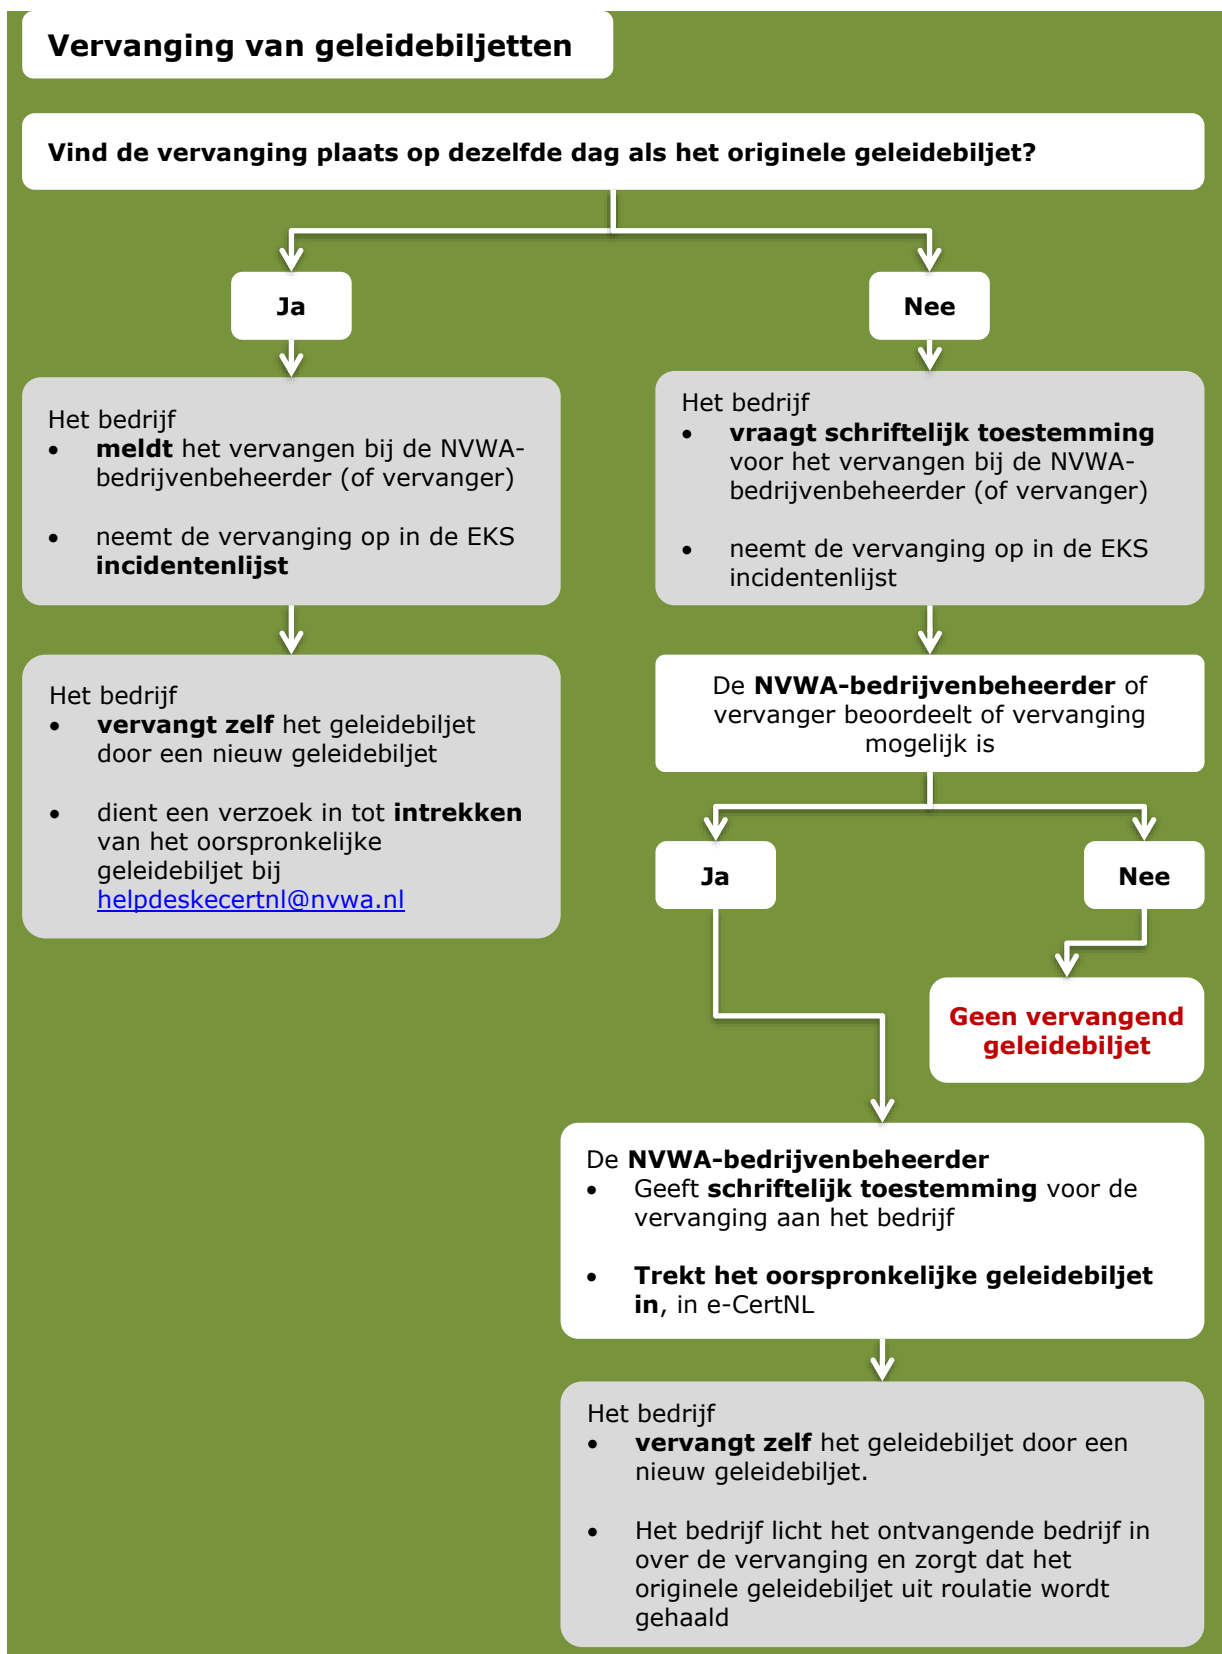 Vervanging van geleidebiljetten
Vind de vervanging plaats op dezelfde dag als het originele geleidebiljet?
Ja
Nee
Het bedrijf
• meldt het vervangen bij de NVWA-
bedrijvenbeheerder (of vervanger)
• neemt de vervanging op in de EKS
incidentenlijst
Het bedrijf
• vraagt schriftelijk toestemming
voor het vervangen bij de NVWA-
bedrijvenbeheerder (of vervanger)
• neemt de vervanging op in de EKS
incidentenlijst
Het bedrijf
• vervangt zelf het geleidebiljet
door een nieuw geleidebiljet
• dient een verzoek in tot intrekken
van het oorspronkelijke
geleidebiljet bij
helpdeskecertnl@nvwa.nl
De NVWA-bedrijvenbeheerder of
vervanger beoordeelt of vervanging
mogelijk is
Ja
Nee
Geen vervangend
geleidebiljet
De NVWA-bedrijvenbeheerder
• Geeft schriftelijk toestemming voor de
vervanging aan het bedrijf
• Trekt het oorspronkelijke geleidebiljet
in, in e-CertNL
Het bedrijf
• vervangt zelf het geleidebiljet door een
nieuw geleidebiljet.
• Het bedrijf licht het ontvangende bedrijf in
over de vervanging en zorgt dat het
originele geleidebiljet uit roulatie wordt
gehaald